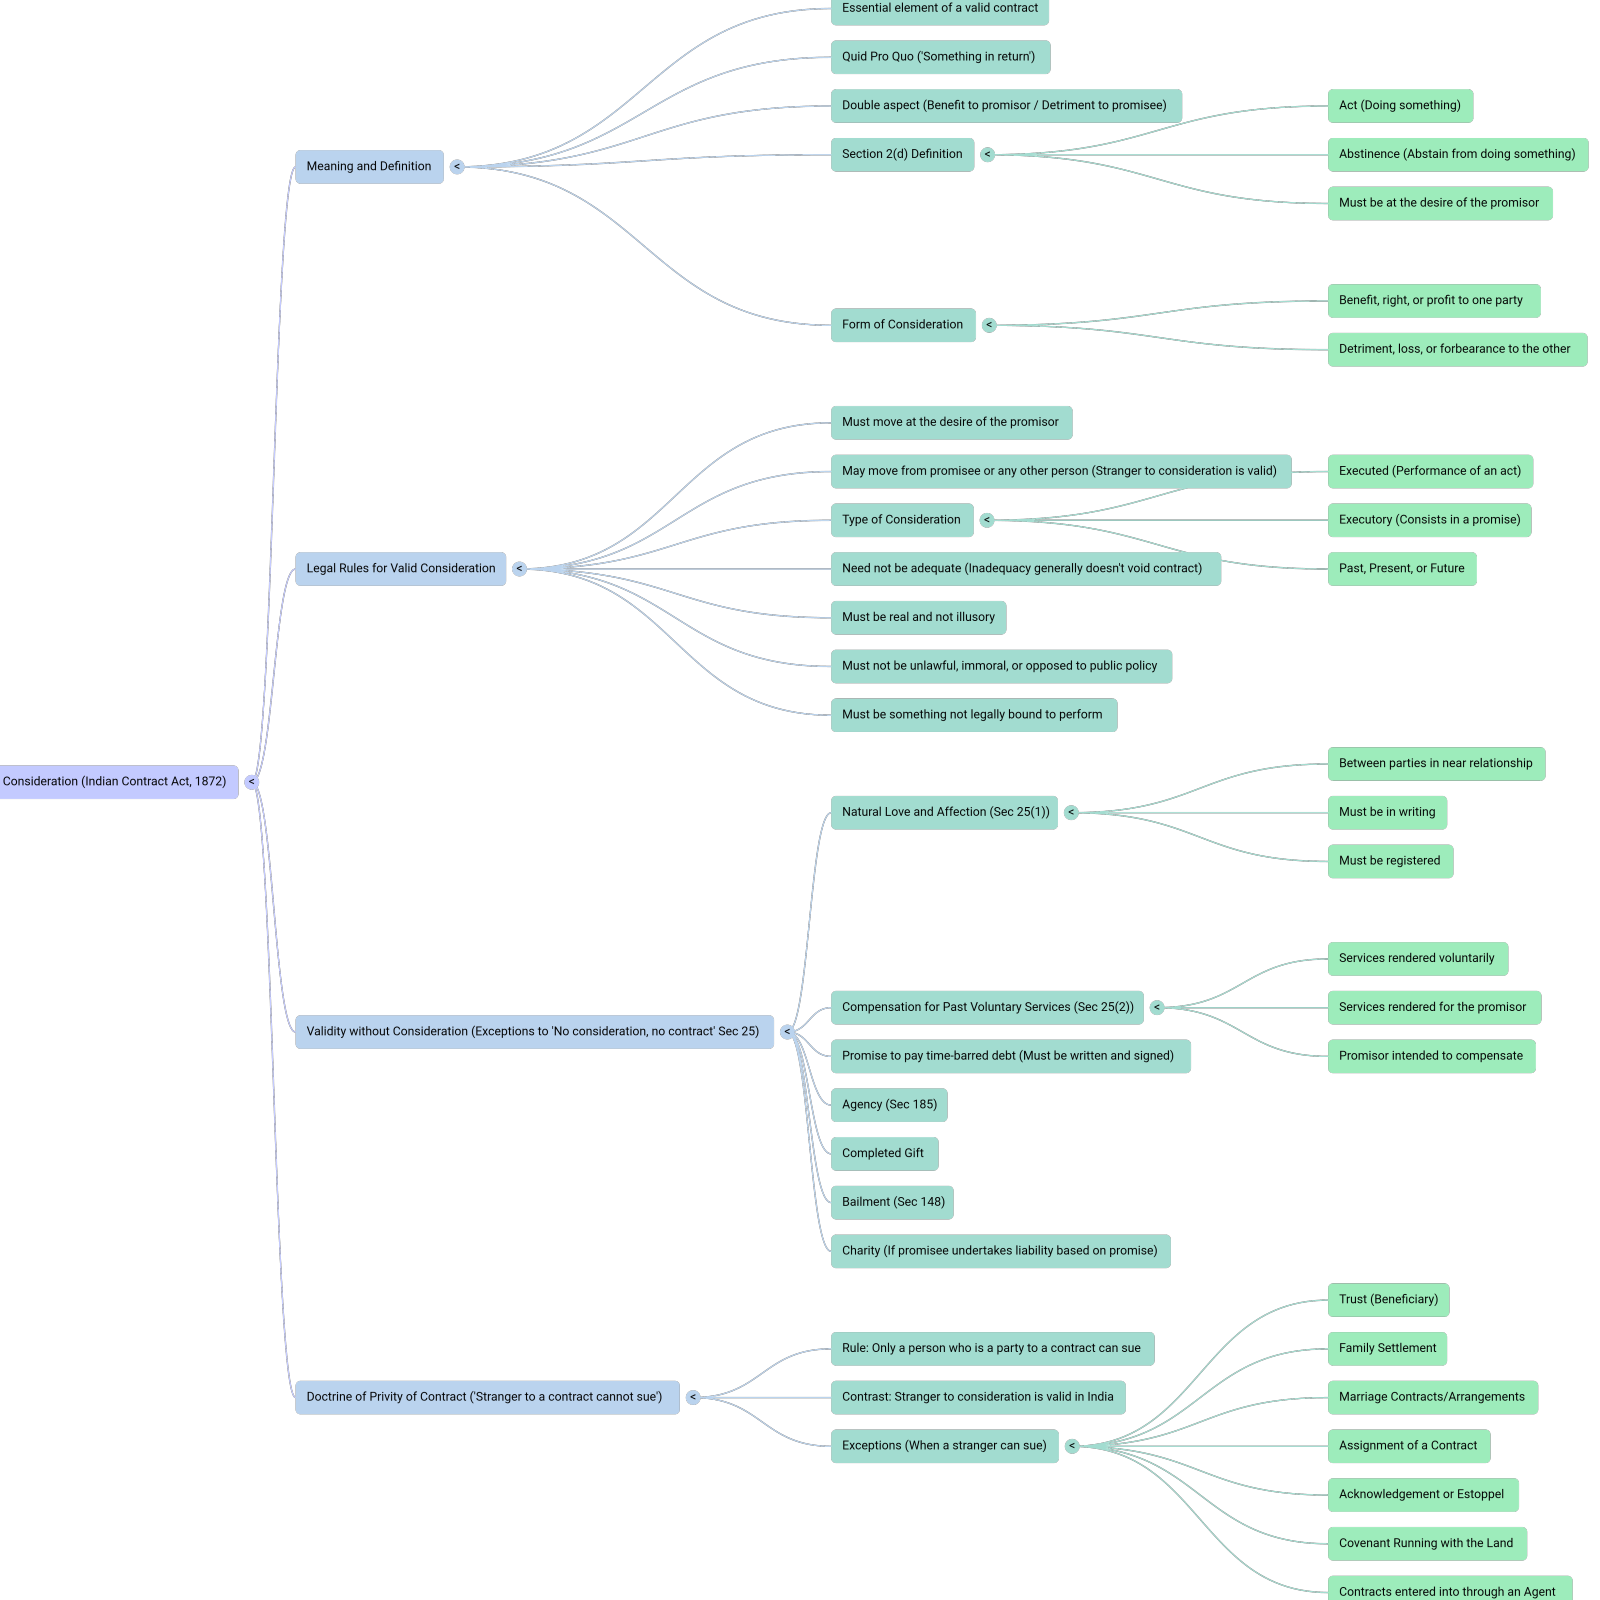 Consideration (Indian Contract Act, 1872)
<
Meaning and Definition
<
Essential element of a valid contract
Quid Pro Quo ('Something in return')
Double aspect (Benefit to promisor / Detriment to promisee)
Section 2(d) Definition
<
Act (Doing something)
Abstinence (Abstain from doing something)
Must be at the desire of the promisor
Form of Consideration
<
Benefit, right, or profit to one party
Detriment, loss, or forbearance to the other
Legal Rules for Valid Consideration
<
Must move at the desire of the promisor
May move from promisee or any other person (Stranger to consideration is valid)
Type of Consideration
<
Executed (Performance of an act)
Executory (Consists in a promise)
Past, Present, or Future
Need not be adequate (Inadequacy generally doesn't void contract)
Must be real and not illusory
Must not be unlawful, immoral, or opposed to public policy
Must be something not legally bound to perform
Validity without Consideration (Exceptions to 'No consideration, no contract' Sec 25)
<
Natural Love and Affection (Sec 25(1))
<
Between parties in near relationship
Must be in writing
Must be registered
Compensation for Past Voluntary Services (Sec 25(2))
<
Services rendered voluntarily
Services rendered for the promisor
Promisor intended to compensate
Promise to pay time-barred debt (Must be written and signed)
Agency (Sec 185)
Completed Gift
Bailment (Sec 148)
Charity (If promisee undertakes liability based on promise)
Doctrine of Privity of Contract ('Stranger to a contract cannot sue')
<
Rule: Only a person who is a party to a contract can sue
Contrast: Stranger to consideration is valid in India
Exceptions (When a stranger can sue)
<
Trust (Beneficiary)
Family Settlement
Marriage Contracts/Arrangements
Assignment of a Contract
Acknowledgement or Estoppel
Covenant Running with the Land
Contracts entered into through an Agent